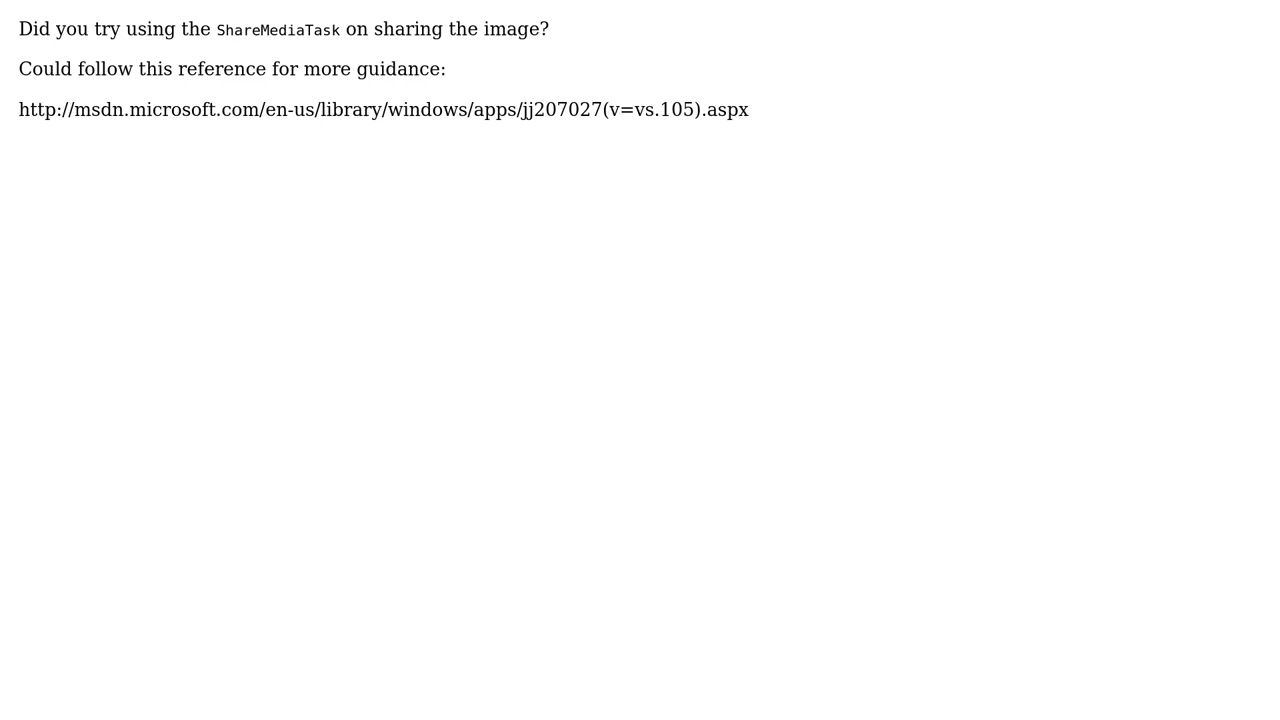 Did you try using the ShareMediaTask on sharing the image?
Could follow this reference for more guidance:
http://msdn.microsoft.com/en-us/library/windows/apps/jj207027(v=vs.105).aspx